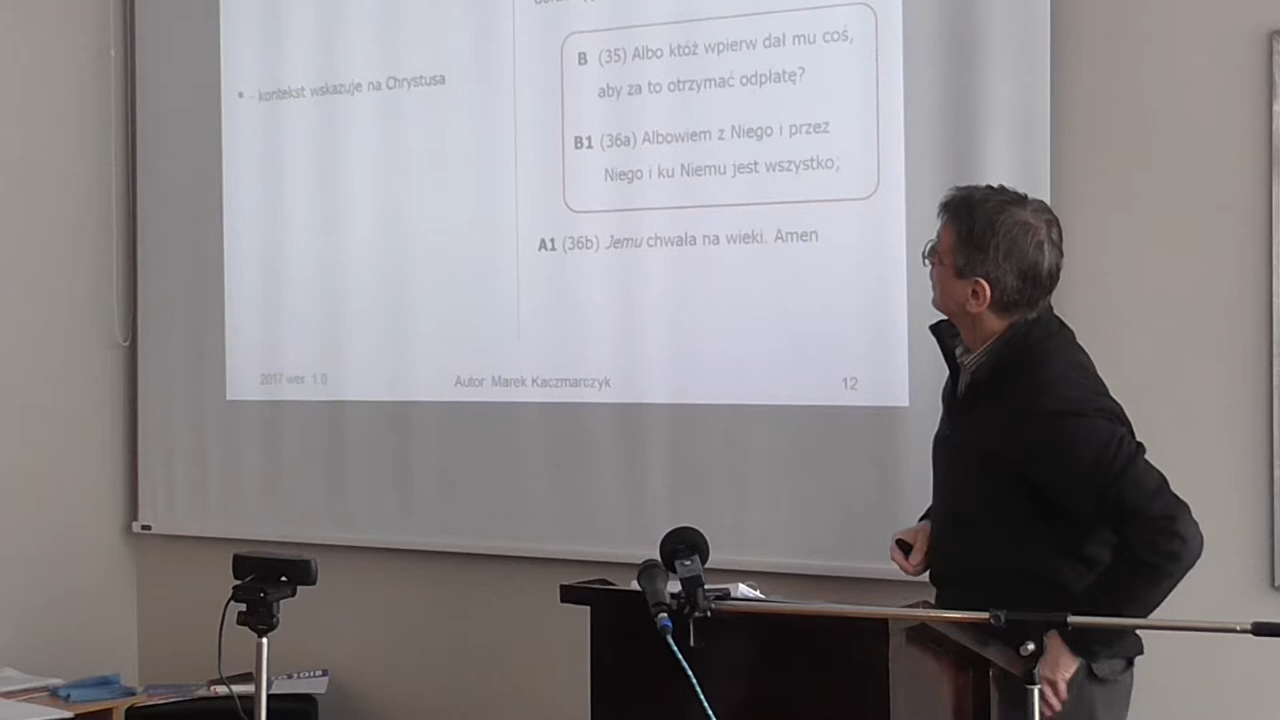 * - kontekst wskazuje na Chrystusa
B (35) Albo któż wpierw dał mu coś,
aby za to otrzymać odpłatę?
B1 (36a) Albowiem z Niego i przez
Niego i ku Niemu jest wszystko;
A1 (36b) Jemu chwała na wieki. Amen
2017 wer. 1.0
Autor: Marek Kaczmarczyk
12
2018